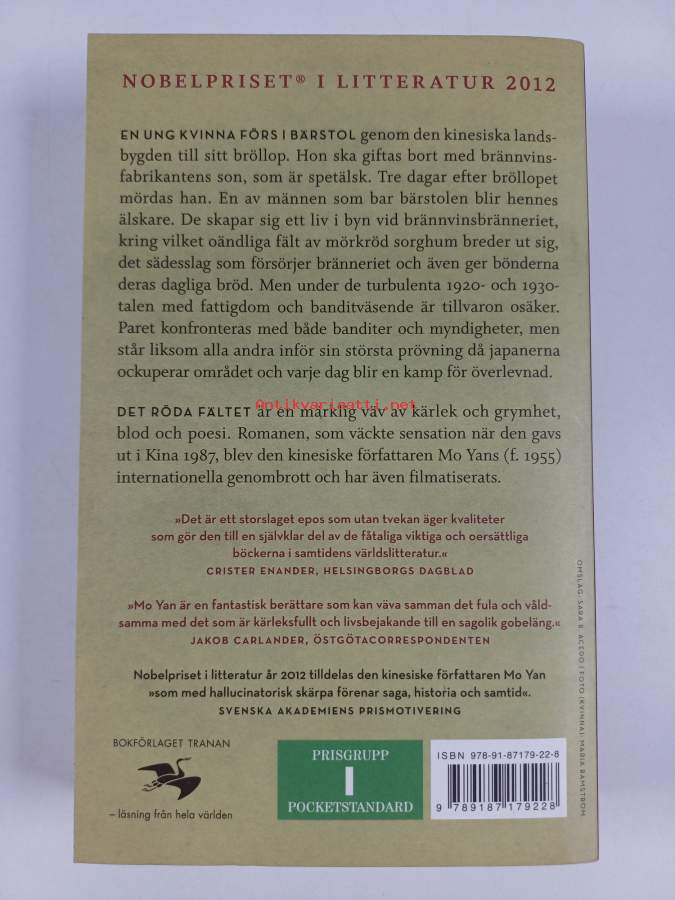 NOBELPRISET® I LITTERATUR 2012
EN UNG KVINNA FÖRS I BÄRSTOL genom den kinesiska lands-
bygden till sitt bröllop. Hon ska giftas bort med brännvins-
fabrikantens son, som är spetälsk. Tre dagar efter bröllopet
mördas han. En av männen som bar bärstolen blir hennes
älskare. De skapar sig ett liv i byn vid brännvinsbränneriet,
kring vilket oändliga fält av mörkröd sorghum breder ut sig,
det sädesslag som försörjer bränneriet och även ger bönderna
deras dagliga bröd. Men under de turbulenta 1920- och 1930-
talen med fattigdom och banditväsende är tillvaron osäker.
Paret konfronteras med både banditer och myndigheter, men
står liksom alla andra inför sin största prövning då japanerna
ockuperar området och varje dag blir en kamp för överlevnad.
Antikvariaatti.net
DET RÖDA FÄLTET är en märklig väv av kärlek och grymhet,
blod och poesi. Romanen, som väckte sensation när den gavs
ut i Kina 1987, blev den kinesiske författaren Mo Yans (f. 1955)
internationella genombrott och har även filmatiserats.
»Det är ett storslaget epos som utan tvekan äger kvaliteter
som gör den till en självklar del av de fåtaliga viktiga och oersättliga
böckerna i samtidens världslitteratur.«
CRISTER ENANDER, HELSINGBORGS DAGBLAD
»Mo Yan är en fantastisk berättare som kan väva samman det fula och våld-
samma med det som är kärleksfullt och livsbejakande till en sagolik gobeläng.«
JAKOB CARLANDER, ÖSTGÖTACORRESPONDENTEN
Nobelpriset i litteratur år 2012 tilldelas den kinesiske författaren Mo Yan
»som med hallucinatorisk skärpa förenar saga, historia och samtid«.
SVENSKA AKADEMIENS PRISMOTIVERING
OMSLAG: SARA R. ACEDO | FOTO (KVINNA): MARIA RAMSTRÖM
BOKFÖRLAGET TRANAN
– läsning från hela världen
PRISGRUPP
I
POCKETSTANDARD
ISBN 978-91-87179-22-8
9 789187 179228